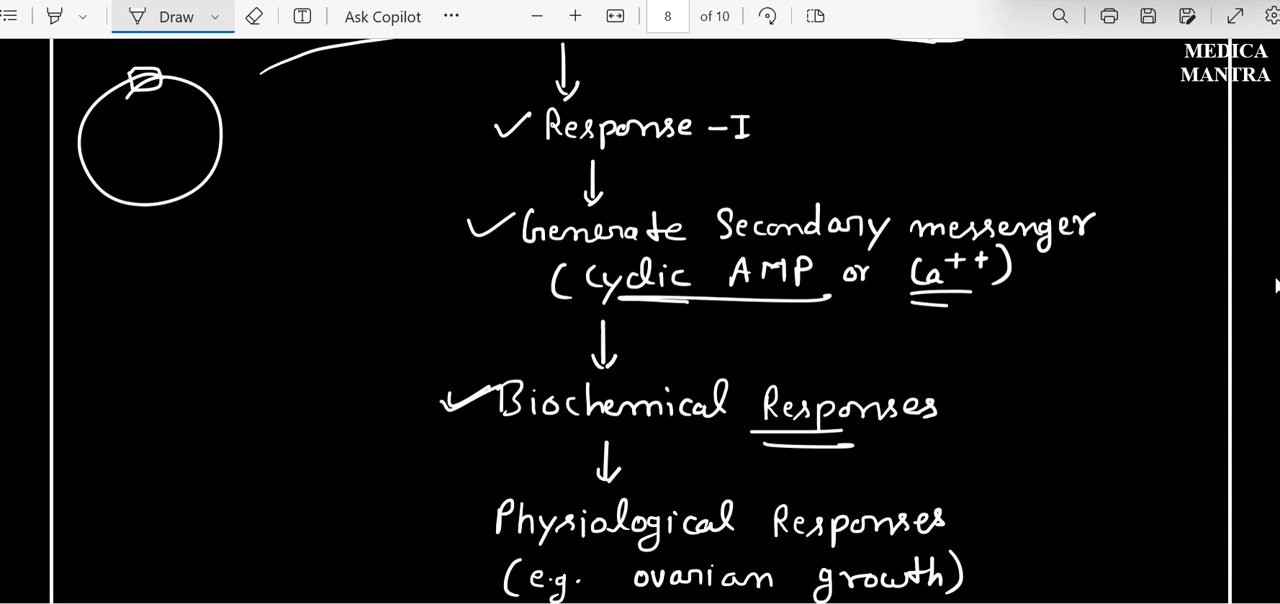 Draw
Ask Copilot
8 of 10
MEDICA
MANTRA
Response - I
Generate Secondary messenger
(Cyclic AMP or Ca++)
Biochemical Responses
Physiological Responses
(e.g. ovarian growth)